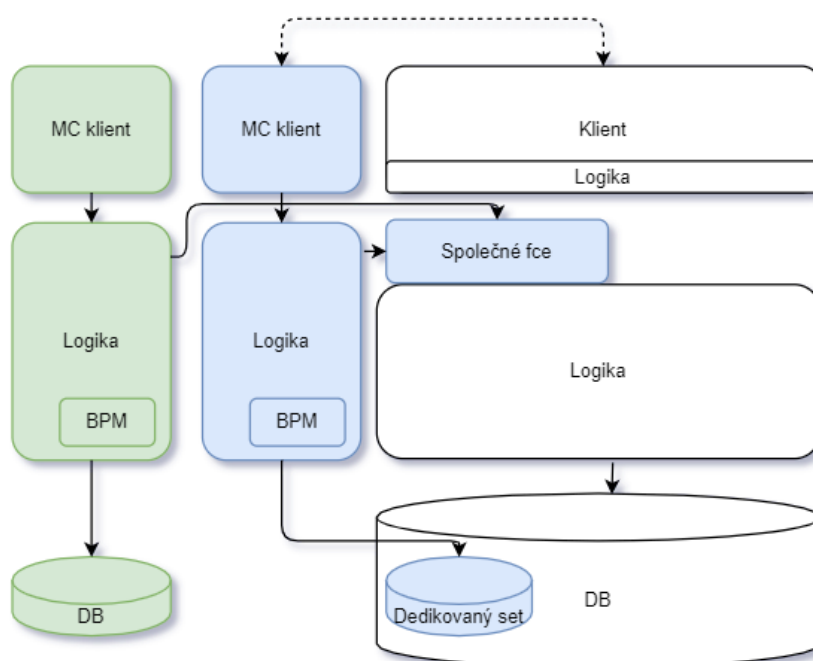 MC klient
MC klient
Klient
Logika
Společné fce
Logika
Logika
Logika
BPM
BPM
DB
Dedikovaný set
DB